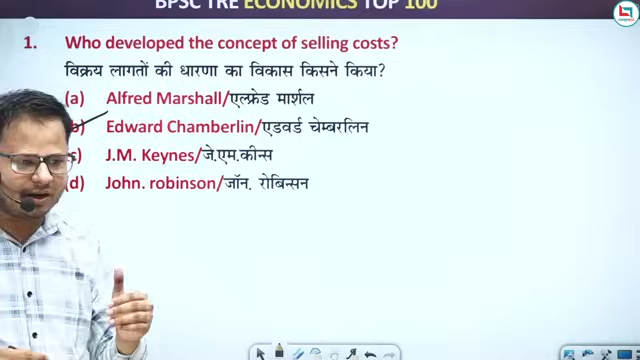 BPSC TRE ECONOMICS TOP 100
1. Who developed the concept of selling costs?
विक्रय लागतों की धारणा का विकास किसने किया?
(a) Alfred Marshall/एल्फ्रेड मार्शल
b) Edward Chamberlin/एडवर्ड चेम्बरलिन
c) J.M. Keynes/जे.एम.कीन्स
(d) John. robinson/जॉन. रोबिन्सन